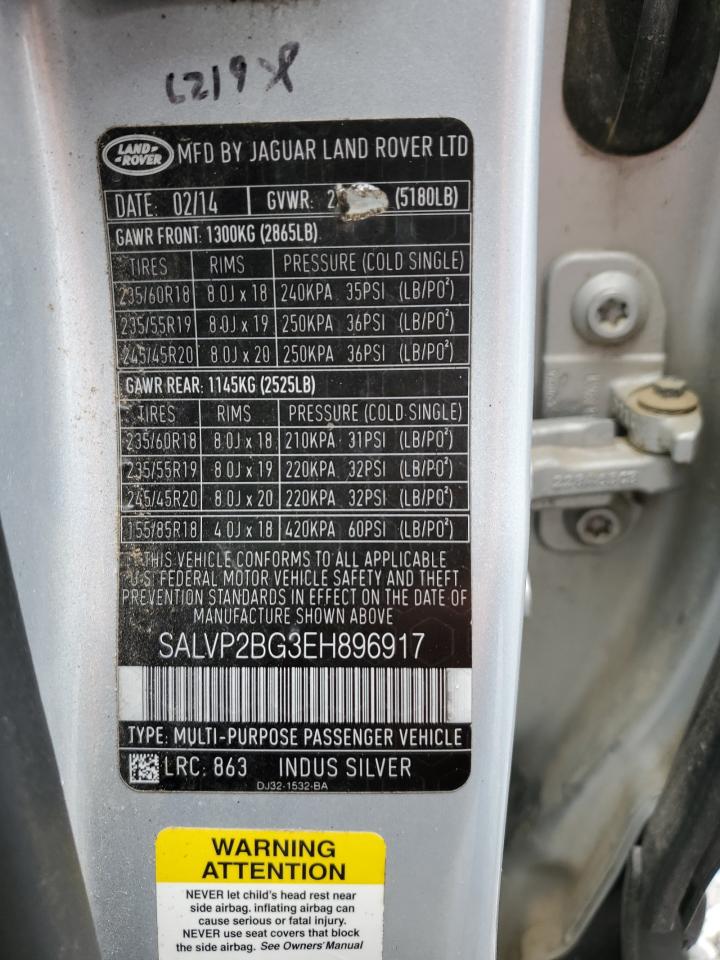 6219
LAND-
-ROVER
MFD BY JAGUAR LAND ROVER LTD
DATE: 02/14 GVWR: 2 (5180LB)
GAWR FRONT: 1300KG (2865LB)
TIRES RIMS PRESSURE (COLD SINGLE)
235/60R18 8.0J x 18 240KPA 35PSI (LB/PO²)
235/55R19 8.0J x 19 250KPA 36PSI (LB/PO²)
245/45R20 8.0J x 20 250KPA 36PSI (LB/PO²)
GAWR REAR: 1145KG (2525LB)
TIRES RIMS PRESSURE (COLD SINGLE)
235/60R18 8.0J x 18 210KPA 31PSI (LB/PO²)
235/55R19 8.0J x 19 220KPA 32PSI (LB/PO²)
245/45R20 8.0J x 20 220KPA 32PSI (LB/PO²)
155/85R18 4.0J x 18 420KPA 60PSI (LB/PO²)
THIS VEHICLE CONFORMS TO ALL APPLICABLE
U.S. FEDERAL MOTOR VEHICLE SAFETY AND THEFT
PREVENTION STANDARDS IN EFFECT ON THE DATE OF
MANUFACTURE SHOWN ABOVE
SALVP2BG3EH896917
TYPE: MULTI-PURPOSE PASSENGER VEHICLE
LRC: 863 INDUS SILVER
DJ32-1532-BA
WARNING
ATTENTION
NEVER let child's head rest near
side airbag. inflating airbag can
cause serious or fatal injury.
NEVER use seat covers that block
the side airbag. See Owners' Manual